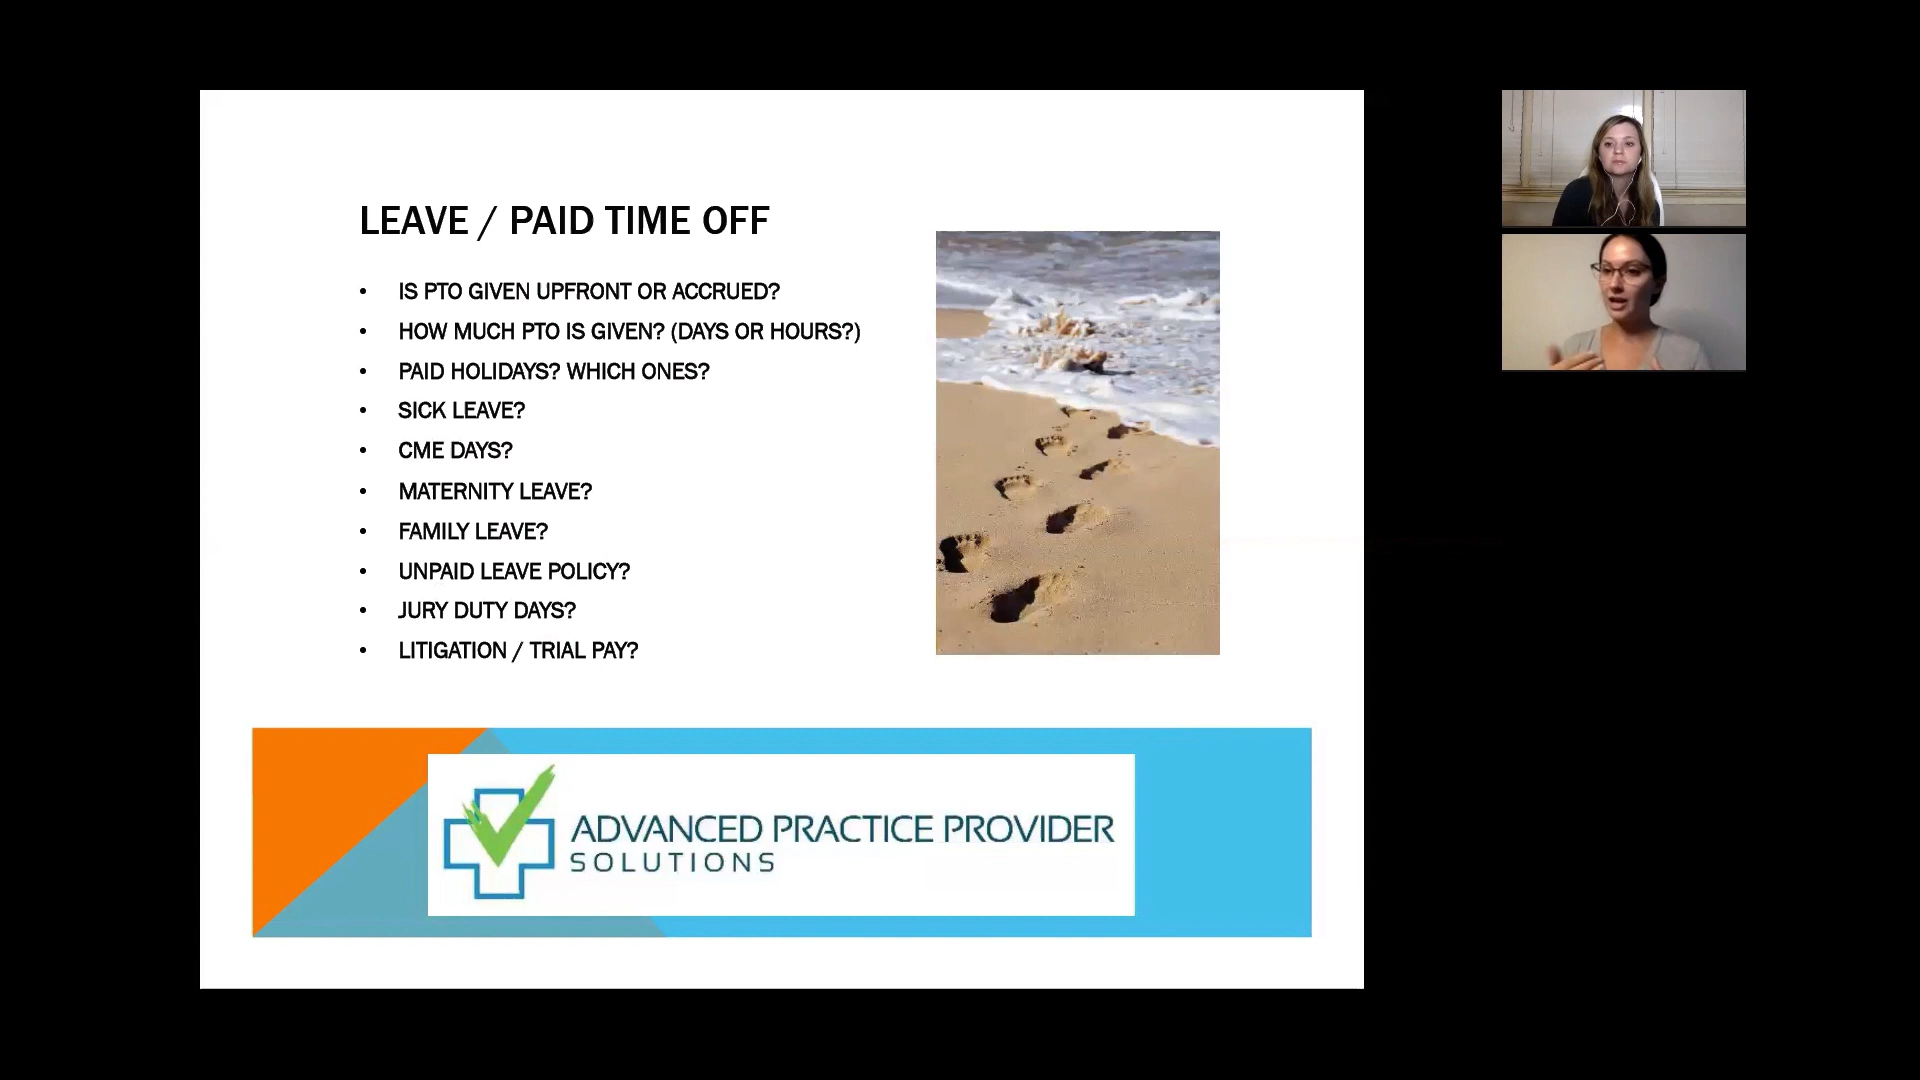 LEAVE / PAID TIME OFF
• IS PTO GIVEN UPFRONT OR ACCRUED?
• HOW MUCH PTO IS GIVEN? (DAYS OR HOURS?)
• PAID HOLIDAYS? WHICH ONES?
• SICK LEAVE?
• CME DAYS?
• MATERNITY LEAVE?
• FAMILY LEAVE?
• UNPAID LEAVE POLICY?
• JURY DUTY DAYS?
• LITIGATION / TRIAL PAY?
ADVANCED PRACTICE PROVIDER
SOLUTIONS